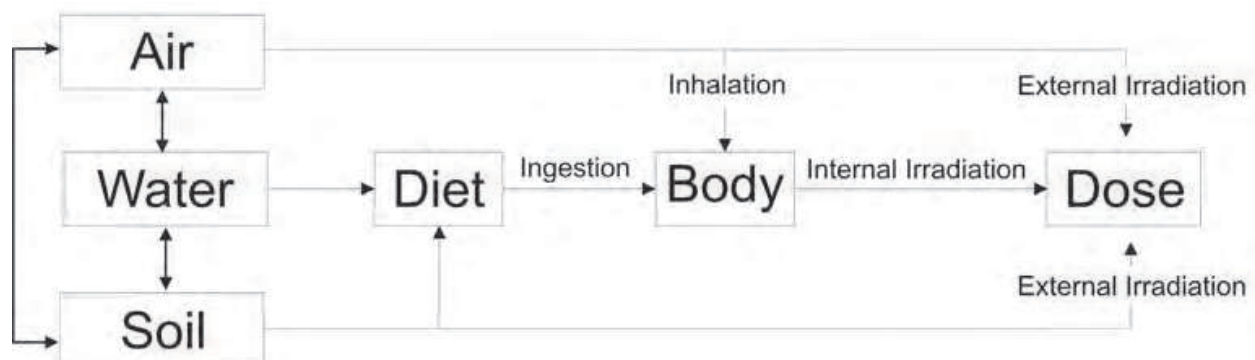 Air
Inhalation
External Irradiation
Water
Diet
Ingestion
Body
Internal Irradiation
Dose
External Irradiation
Soil